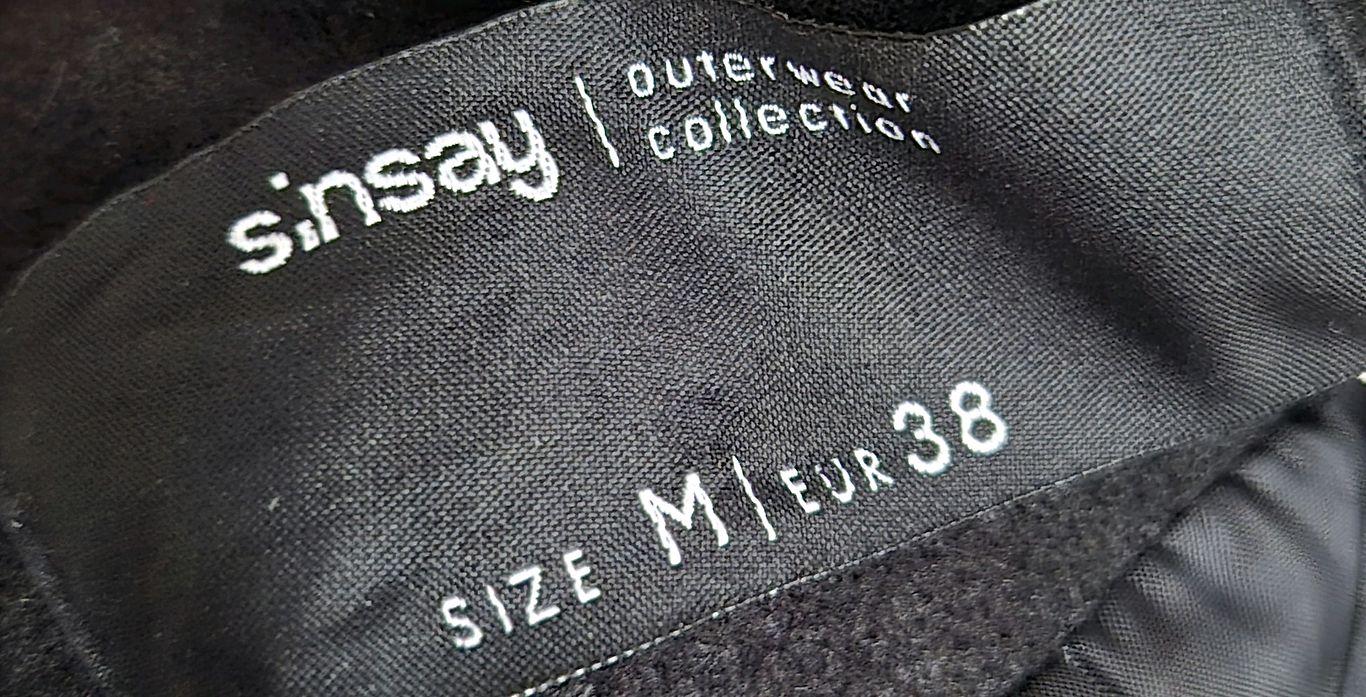 sinsay | outerwear
collection
SIZE M | EUR 38